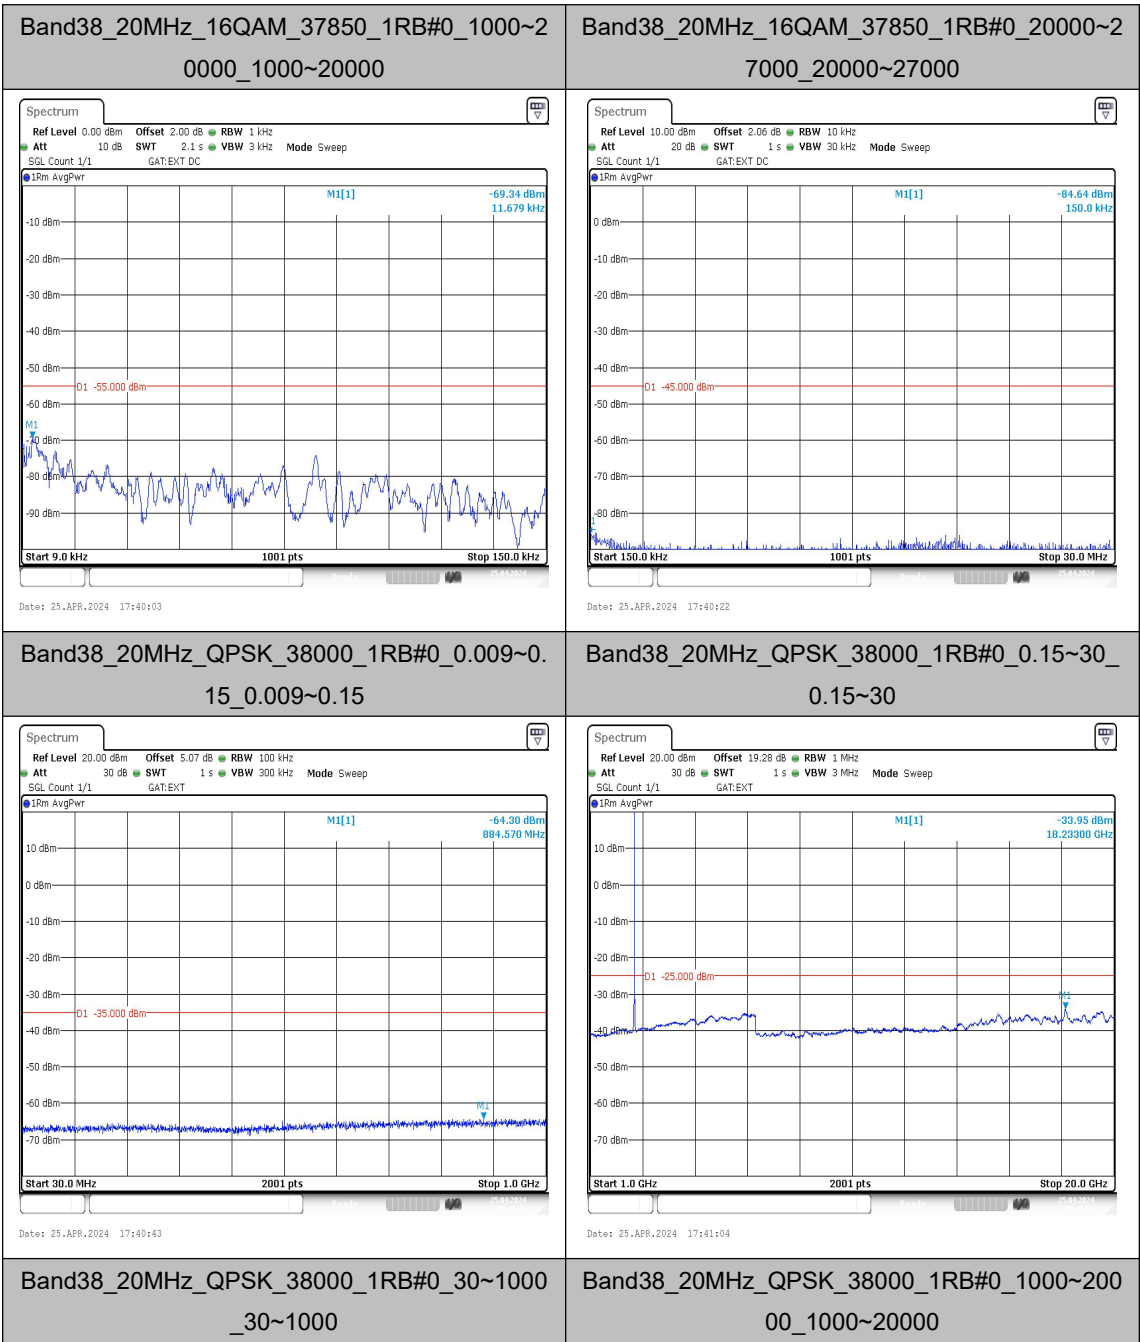 Band38_20MHz_16QAM_37850_1RB#0_1000~2
0000_1000~20000
Band38_20MHz_16QAM_37850_1RB#0_20000~2
7000_20000~27000
Spectrum
Ref Level 0.00 dBm Offset 2.00 dB RBW 1 kHz
Att 10 dB SWT 2.1 s VBW 3 kHz Mode Sweep
SGL Count 1/1 GAT:EXT DC
1Rm AvgPwr
M1[1] -69.34 dBm
11.679 kHz
-10 dBm
-20 dBm
-30 dBm
-40 dBm
-50 dBm
D1 -55.000 dBm
-60 dBm
M1
-70 dBm
-80 dBm
-90 dBm
Start 9.0 kHz 1001 pts Stop 150.0 kHz
25.04.2024
Date: 25.APR.2024 17:40:03
Spectrum
Ref Level 10.00 dBm Offset 2.06 dB RBW 10 kHz
Att 20 dB SWT 1 s VBW 30 kHz Mode Sweep
SGL Count 1/1 GAT:EXT DC
1Rm AvgPwr
M1[1] -84.64 dBm
150.0 kHz
0 dBm
-10 dBm
-20 dBm
-30 dBm
-40 dBm
D1 -45.000 dBm
-50 dBm
-60 dBm
-70 dBm
-80 dBm
Start 150.0 kHz 1001 pts Stop 30.0 MHz
25.04.2024
Date: 25.APR.2024 17:40:22
Band38_20MHz_QPSK_38000_1RB#0_0.009~0.
15_0.009~0.15
Band38_20MHz_QPSK_38000_1RB#0_0.15~30_
0.15~30
Spectrum
Ref Level 20.00 dBm Offset 5.07 dB RBW 100 kHz
Att 30 dB SWT 1 s VBW 300 kHz Mode Sweep
SGL Count 1/1 GAT:EXT
1Rm AvgPwr
M1[1] -64.30 dBm
884.570 MHz
10 dBm
0 dBm
-10 dBm
-20 dBm
-30 dBm
D1 -35.000 dBm
-40 dBm
-50 dBm
-60 dBm
M1
-70 dBm
Start 30.0 MHz 2001 pts Stop 1.0 GHz
25.04.2024
Date: 25.APR.2024 17:40:43
Spectrum
Ref Level 20.00 dBm Offset 19.28 dB RBW 1 MHz
Att 30 dB SWT 1 s VBW 3 MHz Mode Sweep
SGL Count 1/1 GAT:EXT
1Rm AvgPwr
M1[1] -33.95 dBm
18.23300 GHz
10 dBm
0 dBm
-10 dBm
-20 dBm
D1 -25.000 dBm
-30 dBm
M1
-40 dBm
-50 dBm
-60 dBm
-70 dBm
Start 1.0 GHz 2001 pts Stop 20.0 GHz
25.04.2024
Date: 25.APR.2024 17:41:04
Band38_20MHz_QPSK_38000_1RB#0_30~1000
_30~1000
Band38_20MHz_QPSK_38000_1RB#0_1000~200
00_1000~20000